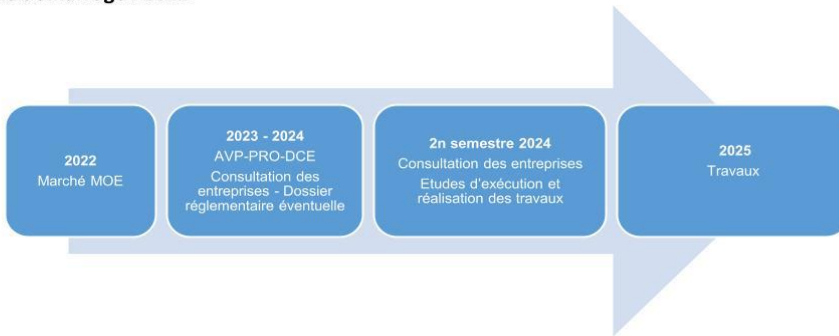 2022
Marché MOE
2023 - 2024
AVP-PRO-DCE
Consultation des
entreprises - Dossier
réglementaire éventuelle
2n semestre 2024
Consultation des entreprises
Etudes d'exécution et
réalisation des travaux
2025
Travaux